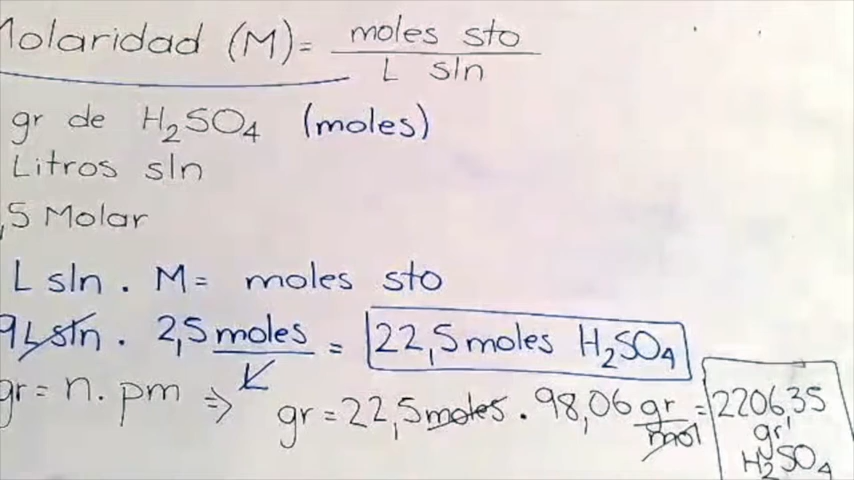 Molaridad (M) = moles sto / L sln
gr de H₂SO₄ (moles)
Litros sln
,5 Molar
L sln . M = moles sto
9L sln . 2,5 moles / L = 22,5 moles H₂SO₄
gr = n. pm => gr = 22,5 moles . 98,06 gr/mol = 2206,35
gr
H₂SO₄